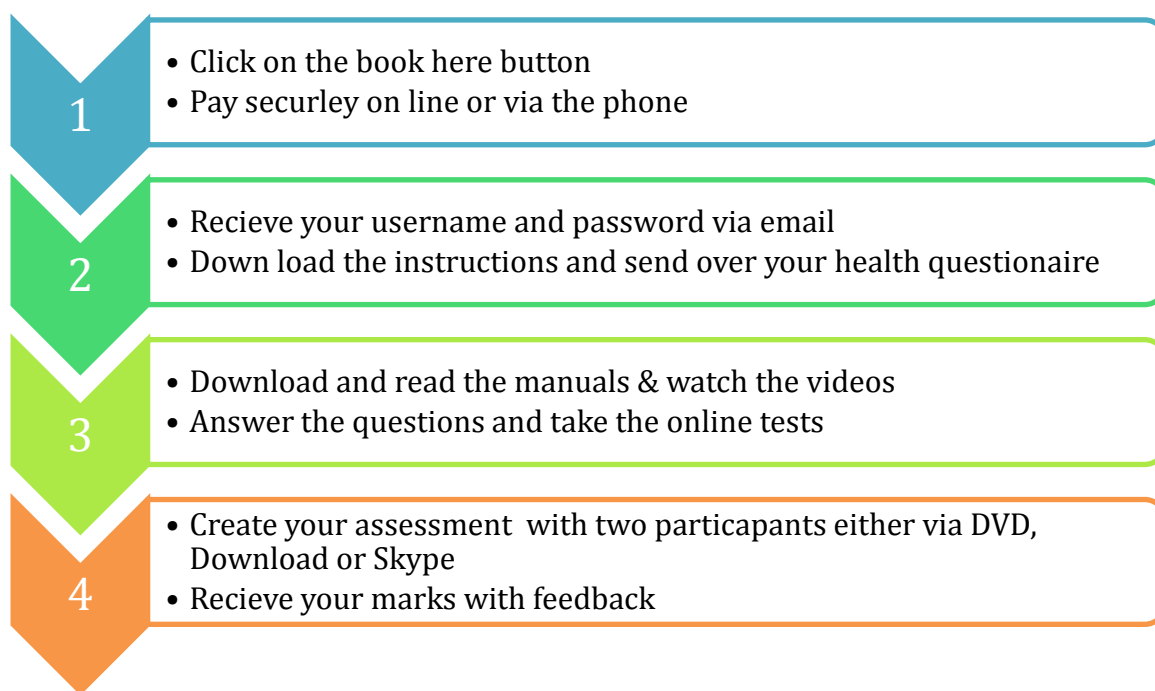 1
• Click on the book here button
• Pay securley on line or via the phone
2
• Recieve your username and password via email
• Down load the instructions and send over your health questionaire
3
• Download and read the manuals & watch the videos
• Answer the questions and take the online tests
4
• Create your assessment  with two particapants either via DVD,
Download or Skype
• Recieve your marks with feedback